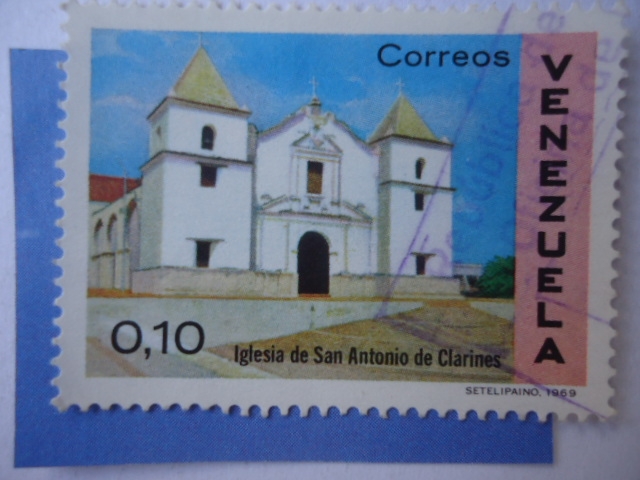 Correos
VENEZUELA
0,10
Iglesia de San Antonio de Clarines
SETELIPAINO, 1969